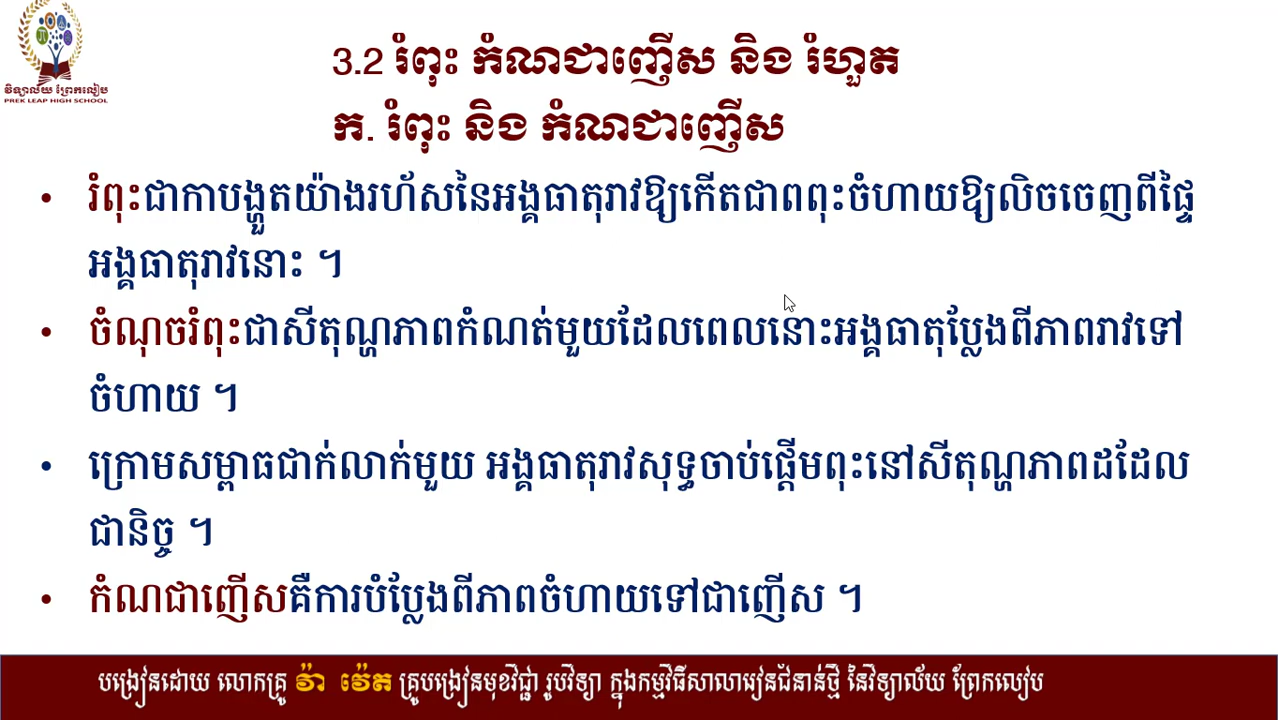 វិទ្យាល័យ ព្រែកលៀប
PREK LEAP HIGH SCHOOL
3.2 រំពុះ កំណជាញើស និង រំហួត
ក. រំពុះ និង កំណជាញើស
• រំពុះជាកាបង្ហួតយ៉ាងរហ័សនៃអង្គធាតុរាវឱ្យកើតជាពពុះចំហាយឱ្យលិចចេញពីផ្ទៃ
អង្គធាតុរាវនោះ ។
• ចំណុចរំពុះជាសីតុណ្ហភាពកំណត់មួយដែលពេលនោះអង្គធាតុប្លែងពីភាពរាវទៅ
ចំហាយ ។
• ក្រោមសម្ពាធជាក់លាក់មួយ អង្គធាតុរាវសុទ្ធចាប់ផ្តើមពុះនៅសីតុណ្ហភាពដដែល
ជានិច្ច ។
• កំណជាញើសគឺការបំប្លែងពីភាពចំហាយទៅជាញើស ។
បង្រៀនដោយ លោកគ្រូ វ៉ា វ៉េត គ្រូបង្រៀនមុខវិជ្ជា រូបវិទ្យា ក្នុងកម្មវិធីសាលារៀនជំនាន់ថ្មី នៃវិទ្យាល័យ ព្រែកលៀប